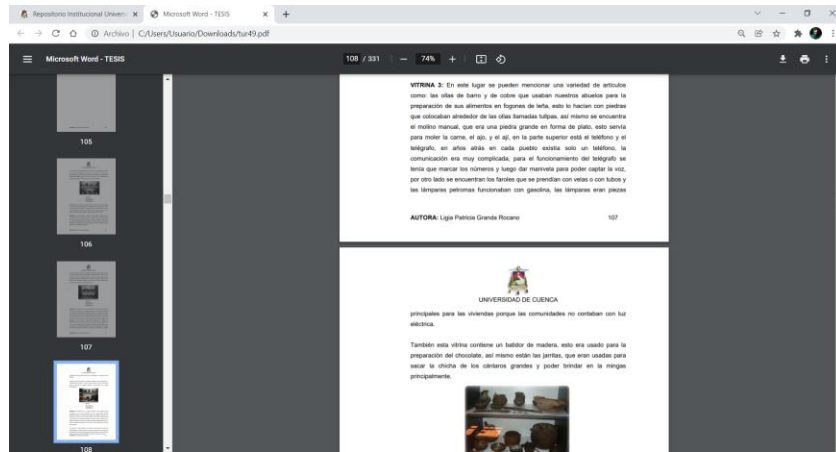 Repositorio Institucional Univers
Microsoft Word - TESIS
Archivo | C:/Users/Usuario/Downloads/tur49.pdf
Microsoft Word - TESIS
108 / 331
74%
105
106
107
108
VITRINA 3: En este lugar se pueden mencionar una variedad de artículos
como: las ollas de barro y de cobre que usaban nuestros abuelos para la
preparación de sus alimentos en fogones de leña, esto lo hacían con piedras
que colocaban alrededor de las ollas llamadas tullpas, así mismo se encuentra
el molino manual, que era una piedra grande en forma de plato, esto servía
para moler la carne, el ajo, y el ají, en la parte superior está el teléfono y el
telégrafo, en años atrás en cada pueblo existía solo un teléfono, la
comunicación era muy complicada, para el funcionamiento del telégrafo se
tenía que marcar los números y luego dar manivela para poder captar la voz,
por otro lado se encuentran los faroles que se prendían con velas o con tubos y
las lámparas petromax funcionaban con gasolina, las lámparas eran piezas
AUTORA: Ligia Patricia Granda Rocano 107
UNIVERSIDAD DE CUENCA
principales para las viviendas porque las comunidades no contaban con luz
eléctrica.
También esta vitrina contiene un batidor de madera, esto era usado para la
preparación del chocolate, así mismo están las jarritas, que eran usadas para
sacar la chicha de los cántaros grandes y poder brindar en la mingas
principalmente.